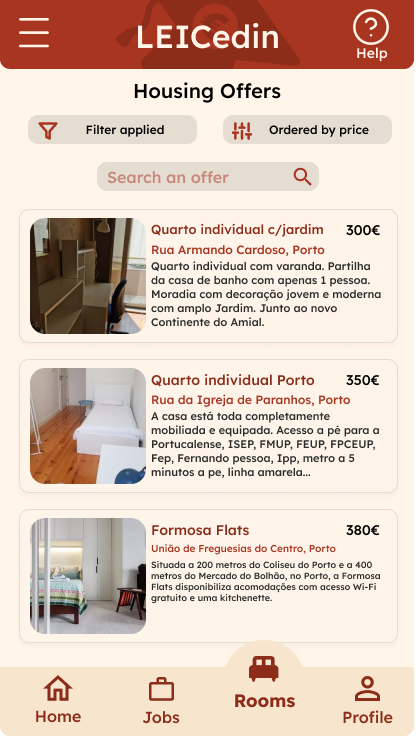 LEICedin
Help
Housing Offers
Filter applied
Ordered by price
Search an offer
Quarto individual c/jardim 300€
Rua Armando Cardoso, Porto
Quarto individual com varanda. Partilha
da casa de banho com apenas 1 pessoa.
Moradia com decoração jovem e moderna
com amplo Jardim. Junto ao novo
Continente do Amial.
Quarto individual Porto 350€
Rua da Igreja de Paranhos, Porto
A casa está toda completamente
mobiliada e equipada. Acesso a pé para a
Portucalense, ISEP, FMUP, FEUP, FPCEUP,
Fep, Fernando pessoa, Ipp, metro a 5
minutos a pe, linha amarela...
Formosa Flats 380€
União de Freguesias do Centro, Porto
Situada a 200 metros do Coliseu do Porto e a 400
metros do Mercado do Bolhão, no Porto, a Formosa
Flats disponibiliza acomodações com acesso Wi-Fi
gratuito e uma kitchenette.
Home
Jobs
Rooms
Profile